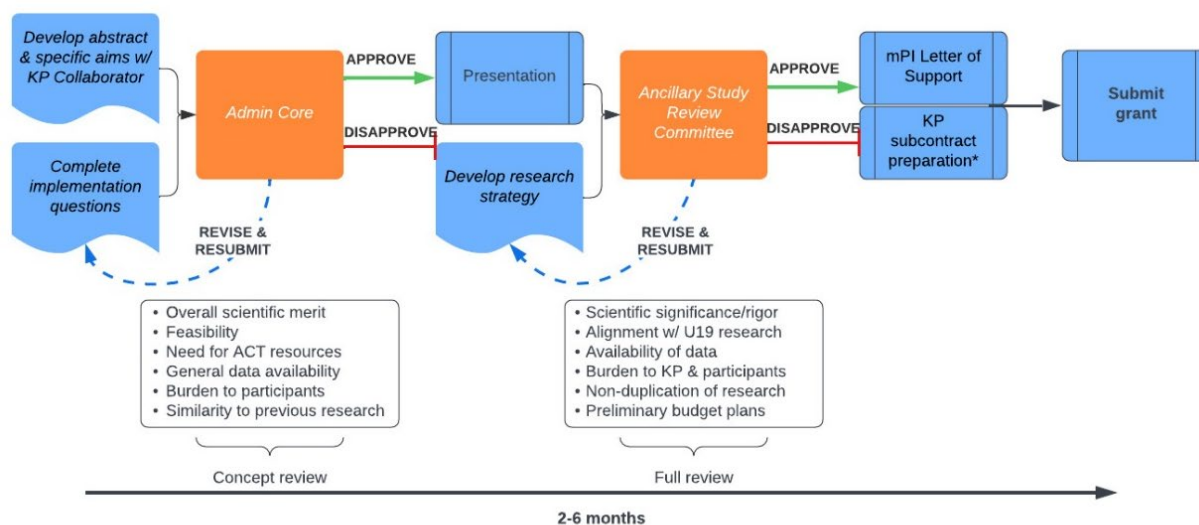 Develop abstract
& specific aims w/
KP Collaborator
Complete
implementation
questions
Admin Core
APPROVE
DISAPPROVE
REVISE &
RESUBMIT
Presentation
Develop research
strategy
Ancillary Study
Review
Committee
APPROVE
DISAPPROVE
REVISE &
RESUBMIT
mPI Letter of
Support
KP
subcontract
preparation*
Submit
grant
• Overall scientific merit
• Feasibility
• Need for ACT resources
• General data availability
• Burden to participants
• Similarity to previous research
• Scientific significance/rigor
• Alignment w/ U19 research
• Availability of data
• Burden to KP & participants
• Non-duplication of research
• Preliminary budget plans
Concept review
Full review
2-6 months